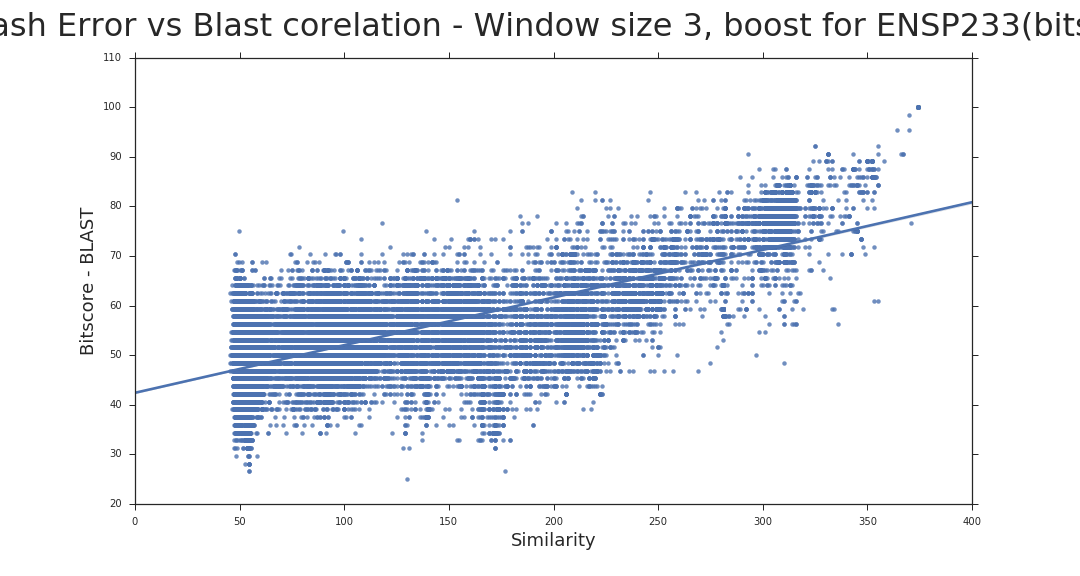 ash Error vs Blast corelation - Window size 3, boost for ENSP233(bits
110
100
90
80
70
60
50
40
30
20
Bitscore - BLAST
0 50 100 150 200 250 300 350 400
Similarity